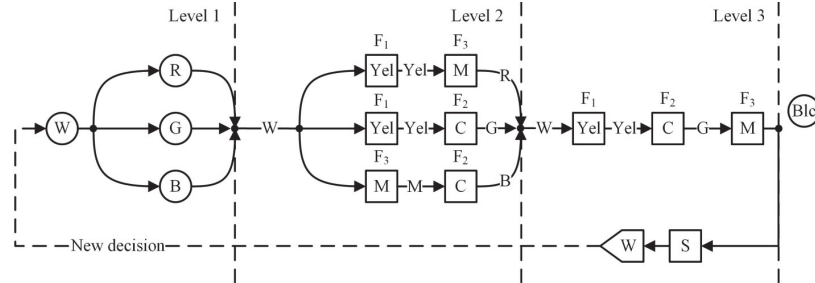 Level 1 Level 2 Level 3
F1 F3
R Yel Yel M R
F1 F2 F1 F2 F3 Blc
W G W Yel Yel C G W Yel Yel C G M
F3 F2
B M M C B
New decision W S